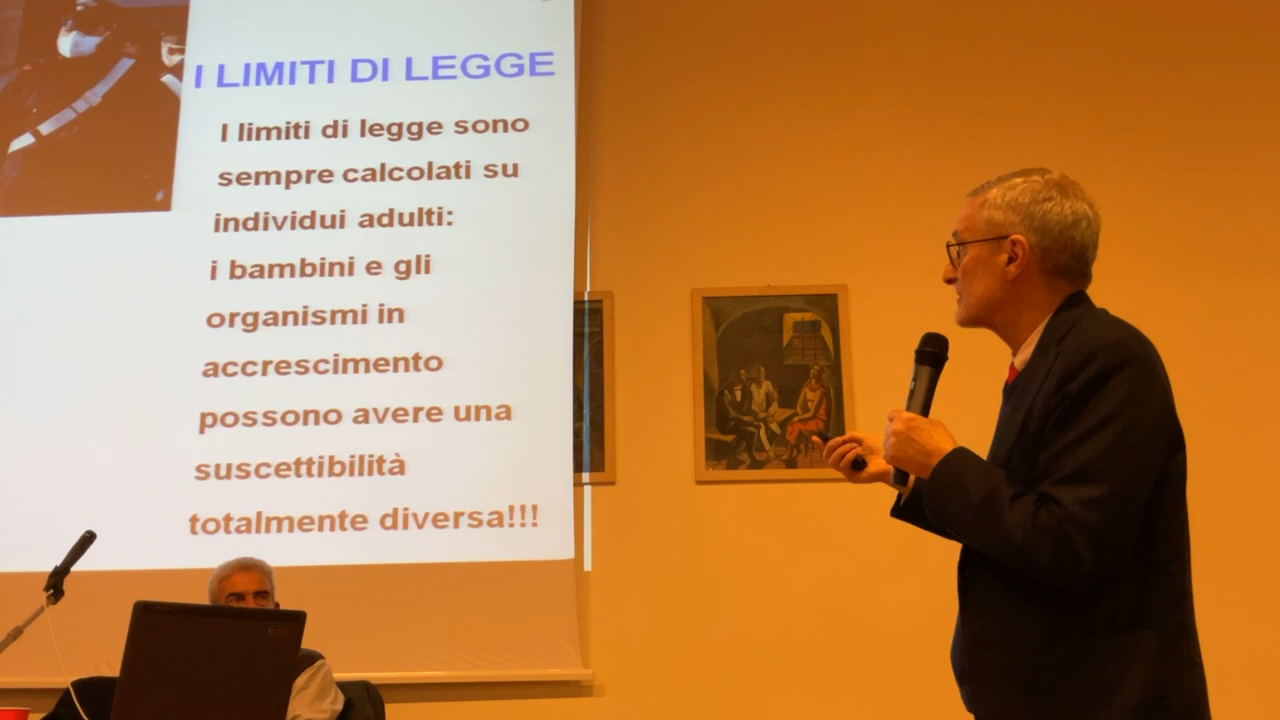 I LIMITI DI LEGGE
I limiti di legge sono
sempre calcolati su
individui adulti:
i bambini e gli
organismi in
accrescimento
possono avere una
suscettibilità
totalmente diversa!!!